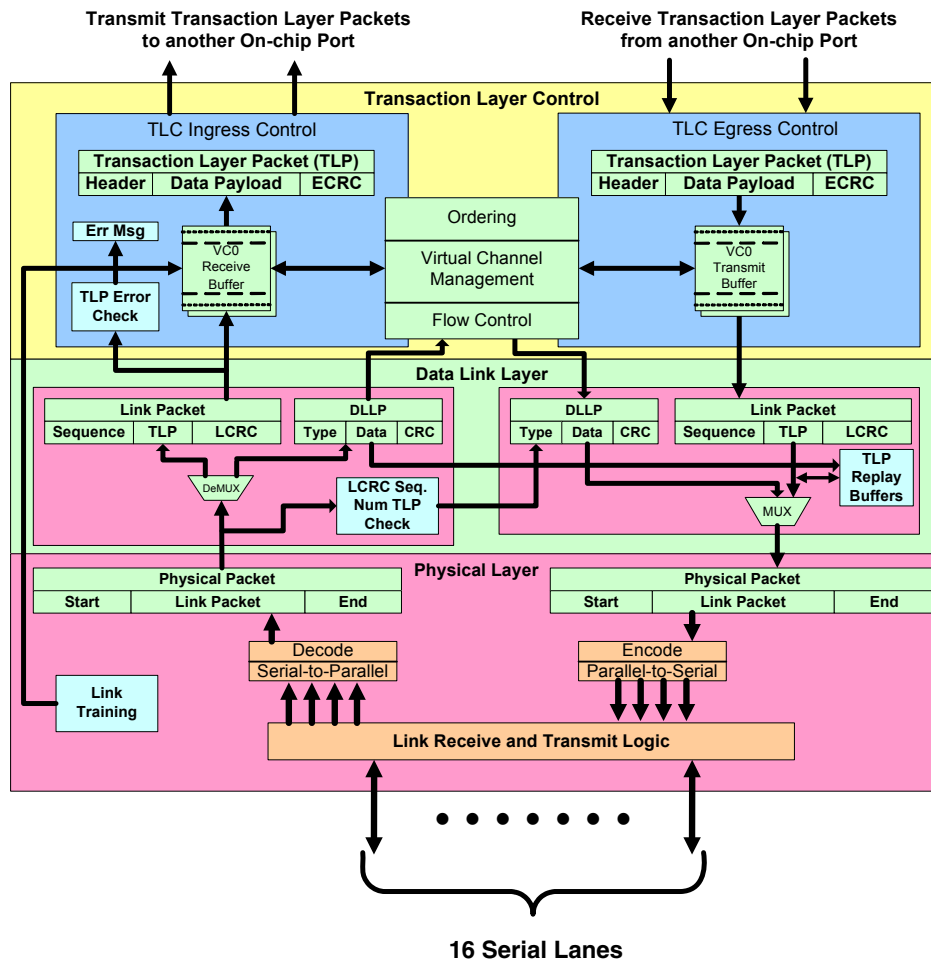 Transmit Transaction Layer Packets
to another On-chip Port
Receive Transaction Layer Packets
from another On-chip Port
Transaction Layer Control
TLC Ingress Control
TLC Egress Control
Transaction Layer Packet (TLP)
Header Data Payload ECRC
Transaction Layer Packet (TLP)
Header Data Payload ECRC
Err Msg
VC0
Receive
Buffer
Ordering
Virtual Channel
Management
Flow Control
VC0
Transmit
Buffer
TLP Error
Check
Data Link Layer
Link Packet
Sequence TLP LCRC
DLLP
Type Data CRC
DLLP
Type Data CRC
Link Packet
Sequence TLP LCRC
DeMUX
LCRC Seq.
Num TLP
Check
TLP
Replay
Buffers
MUX
Physical Layer
Physical Packet
Start Link Packet End
Physical Packet
Start Link Packet End
Decode
Serial-to-Parallel
Encode
Parallel-to-Serial
Link
Training
Link Receive and Transmit Logic
16 Serial Lanes